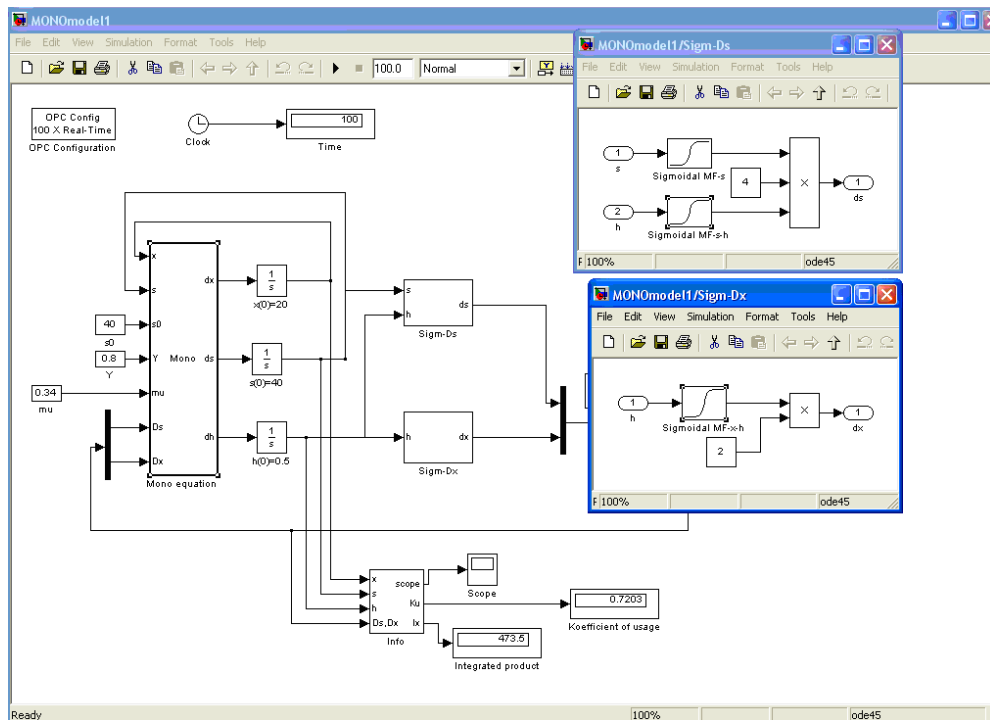 MONOmodel1
File Edit View Simulation Format Tools Help
100.0 Normal
OPC Config
100 X Real-Time
OPC Configuration
Clock
100
Time
x
s
40
s0
s0
0.8
Y
Y
Mono
0.34
mu
mu
Ds
Dx
dx
ds
dh
Mono equation
1
s
x(0)=20
1
s
s(0)=40
1
s
h(0)=0.5
s
h
ds
Sigm-Ds
h
dx
Sigm-Dx
x
s
h
Ds,Dx
scope
Ku
Ix
Info
Scope
0.7203
Koefficient of usage
473.5
Integrated product
Ready 100% ode45
MONOmodel1/Sigm-Ds
File Edit View Simulation Format Tools Help
1
s
Sigmoidal MF-s
4
×
1
ds
2
h
Sigmoidal MF-s-h
F 100% ode45
MONOmodel1/Sigm-Dx
File Edit View Simulation Format Tools Help
1
h
Sigmoidal MF-x-h
2
×
1
dx
F 100% ode45